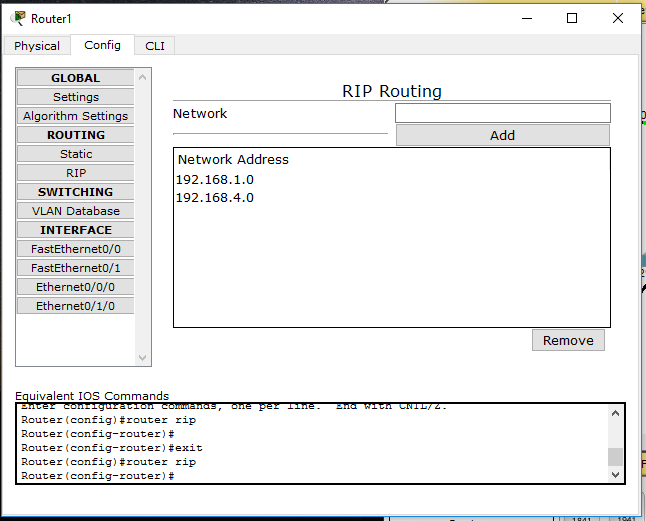 Router1
Physical Config CLI
GLOBAL
Settings
Algorithm Settings
ROUTING
Static
RIP
SWITCHING
VLAN Database
INTERFACE
FastEthernet0/0
FastEthernet0/1
Ethernet0/0/0
Ethernet0/1/0
RIP Routing
Network
Add
Network Address
192.168.1.0
192.168.4.0
Remove
Equivalent IOS Commands
Enter configuration commands, one per line. End with CNTL/Z.
Router(config)#router rip
Router(config-router)#
Router(config-router)#exit
Router(config)#router rip
Router(config-router)#
1841 1941